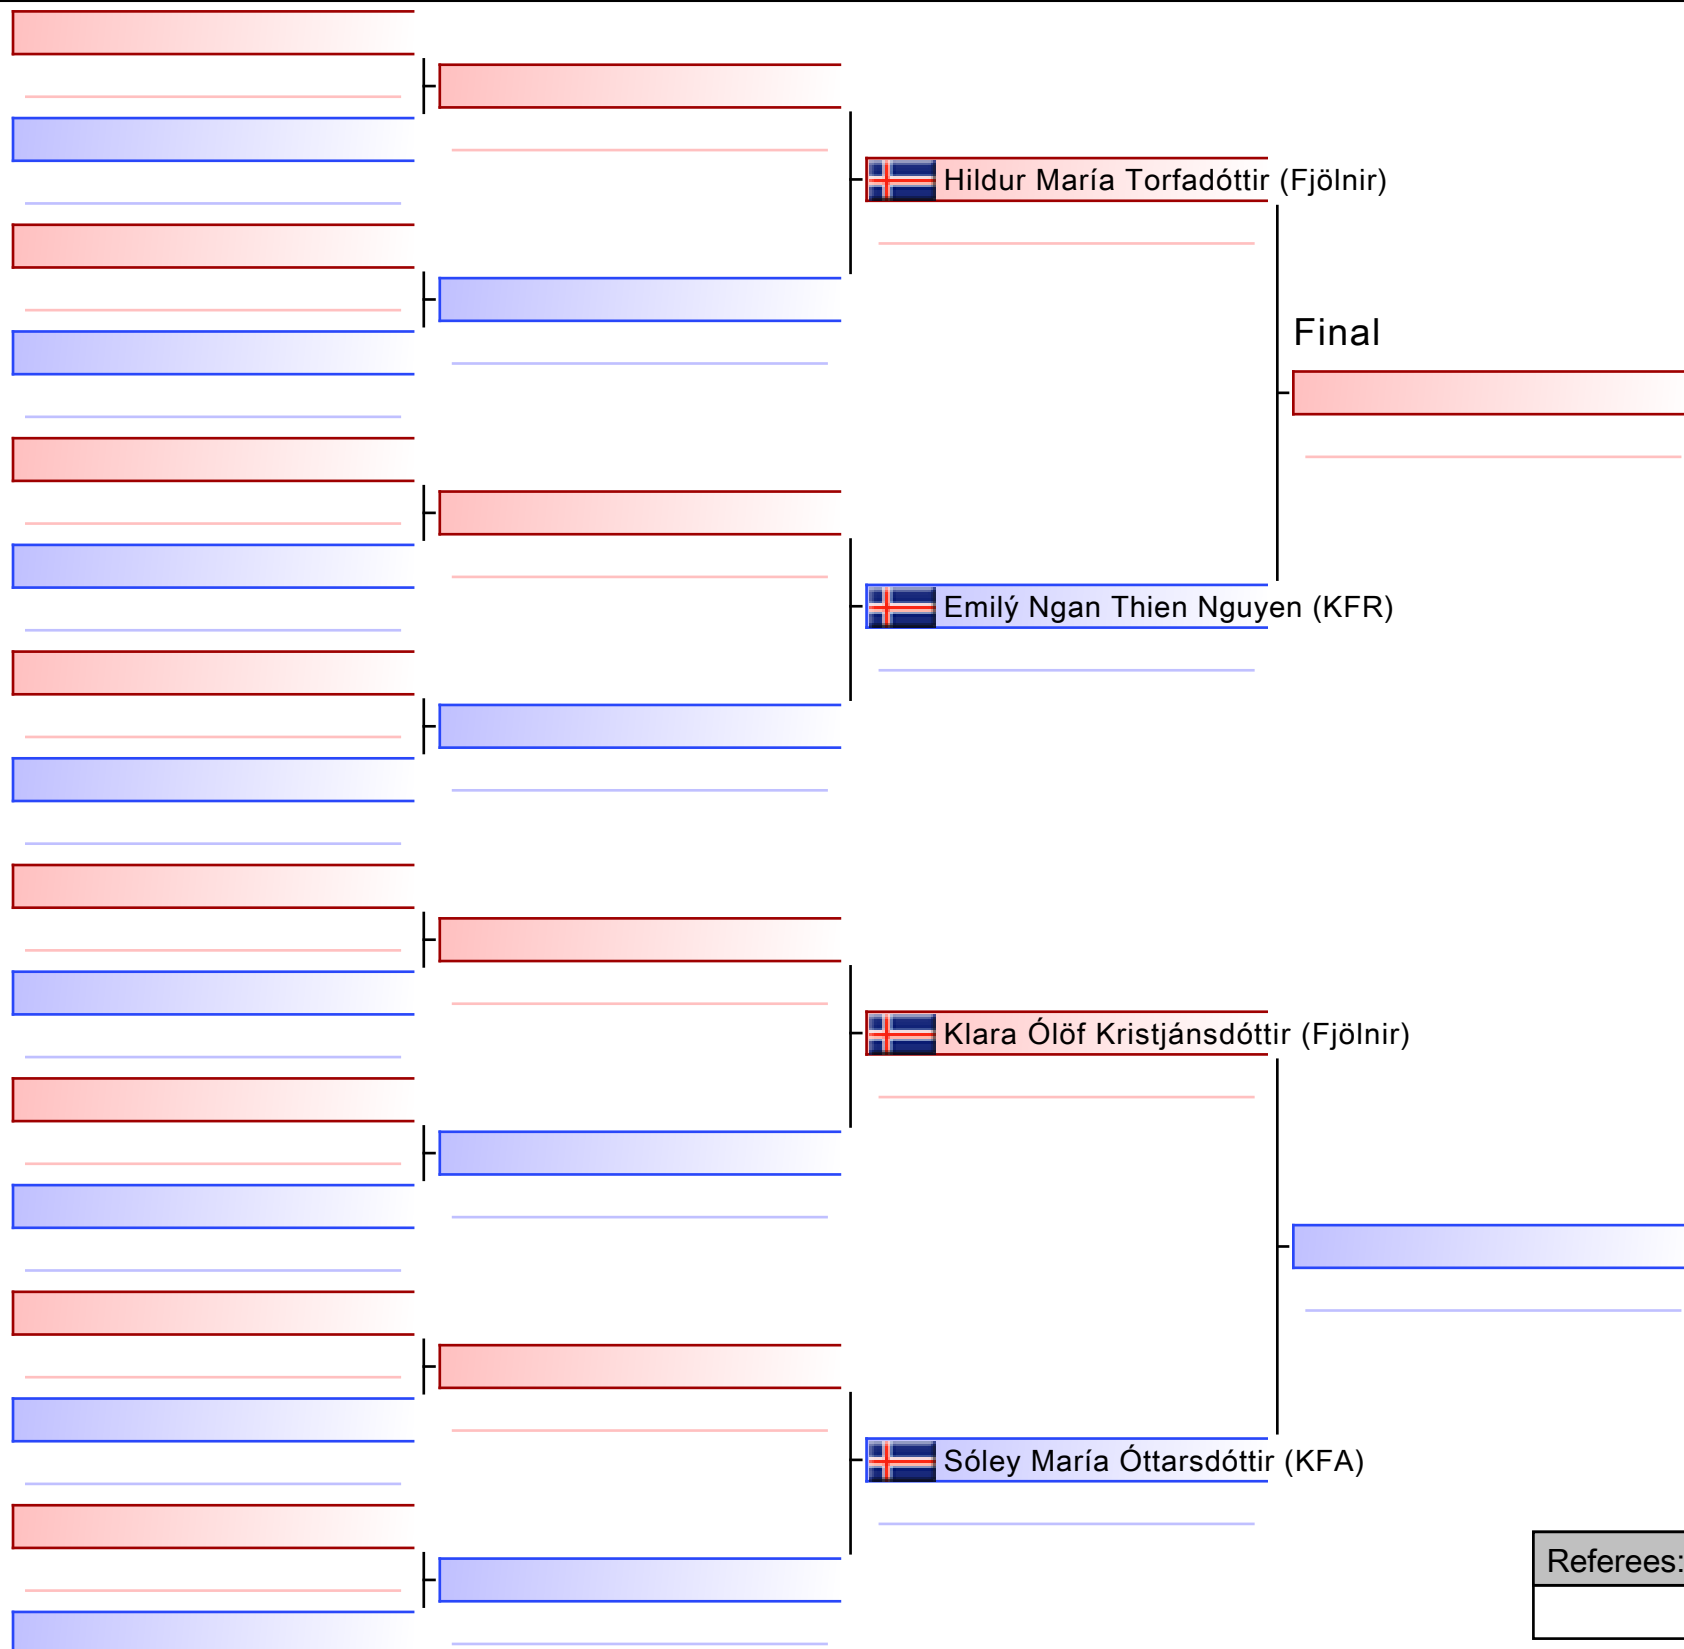 Hildur María Torfadóttir (Fjölnir)
Final
Emilý Ngan Thien Nguyen (KFR)
Klara Ólöf Kristjánsdóttir (Fjölnir)
Sóley María Óttarsdóttir (KFA)
Referees: